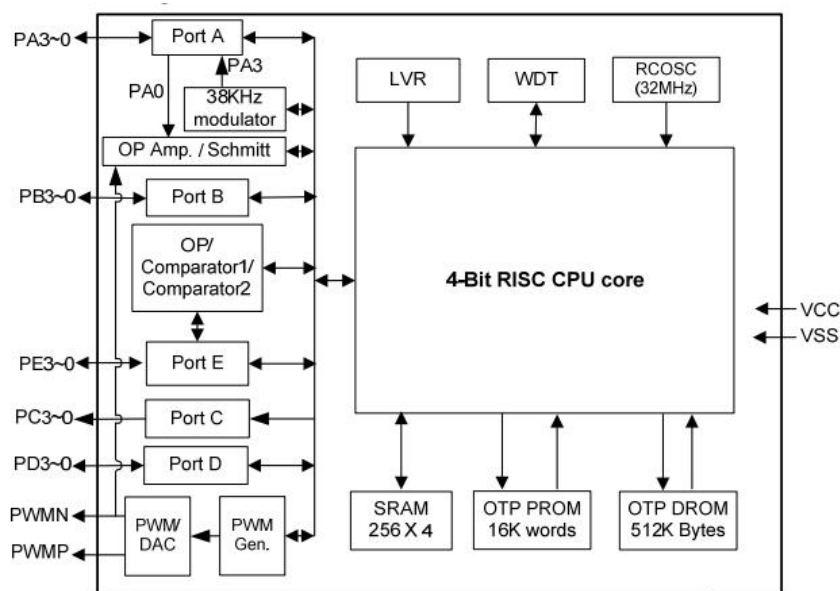 PA3~0
Port A
PA3
PA0
38KHz
modulator
OP Amp. / Schmitt
PB3~0
Port B
OP/
Comparator1/
Comparator2
PE3~0
Port E
PC3~0
Port C
PD3~0
Port D
PWMN
PWMP
PWM/
DAC
PWM
Gen.
LVR
WDT
RCOSC
(32MHz)
4-Bit RISC CPU core
VCC
VSS
SRAM
256 X 4
OTP PROM
16K words
OTP DROM
512K Bytes